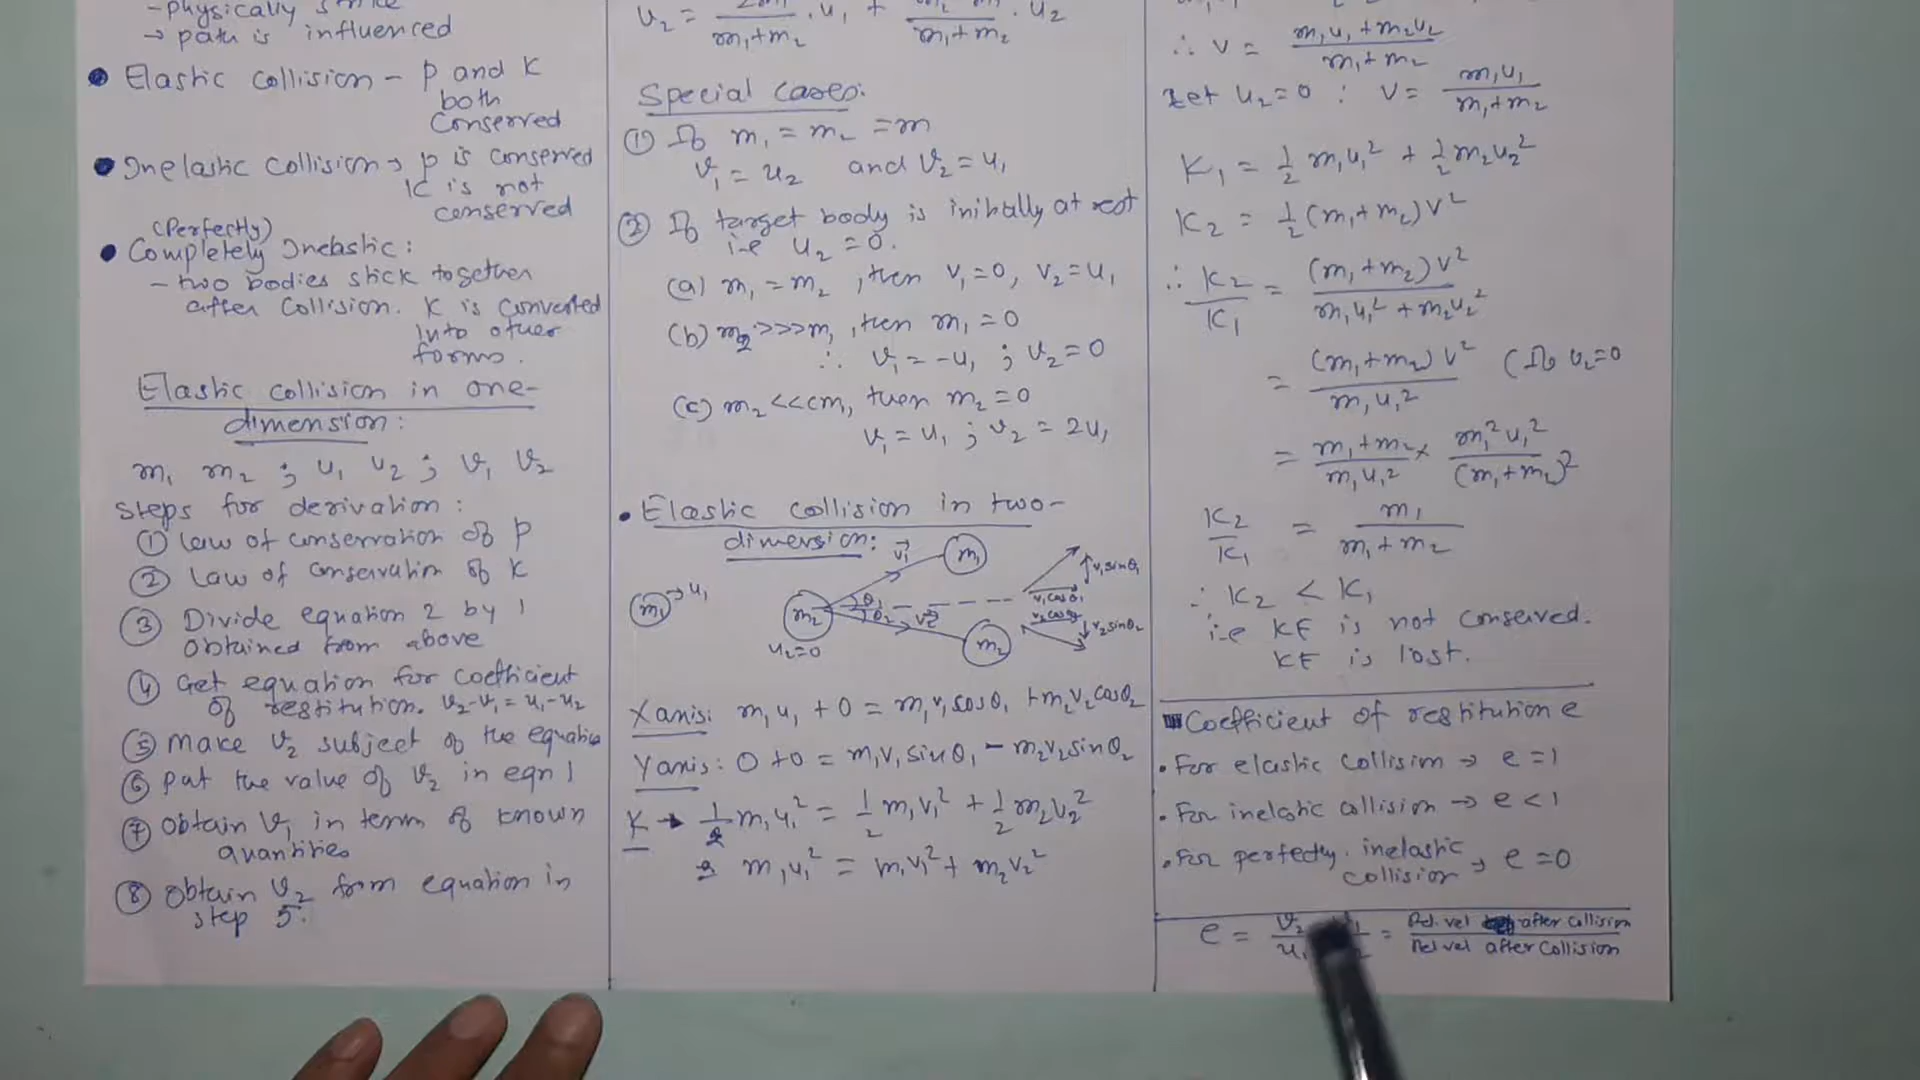 -physically
→ path is influenced
• Elastic Collision - P and K
both
Conserved
• Inelastic Collision → P is conserved
K is not
conserved
(Perfectly)
• Completely Inelastic:
- two bodies stick together
after Collision. K is Converted
Into other
forms.
Elastic collision in one-
dimension:
m₁ m₂ ; u₁ u₂ ; v₁ v₂
Steps for derivation:
① Law of conservation of P
② Law of conservation of K
③ Divide equation 2 by 1
obtained from above
④ Get equation for coefficient
of restitution. v₂-v₁ = u₁-u₂
⑤ Make v₂ subject of the equation
⑥ put the value of v₂ in eqn 1
⑦ Obtain v₁ in term of known
quantities
⑧ Obtain v₂ from equation in
step 5.
m₁+m₂ m₁+m₂
Special Cases:
① If m₁ = m₂ = m
v₁ = u₂ and v₂ = u₁
② If target body is initially at rest
i-e u₂ = 0.
(a) m₁ = m₂ , then v₁=0, v₂=u₁
(b) m₂ >>> m₁ , then m₁ = 0
∴ v₁ = -u₁ ; v₂ = 0
(c) m₂ <<< m₁ then m₂ = 0
v₁ = u₁ ; v₂ = 2u₁
• Elastic collision in two-
dimension:
m₁ → u₁
m₂
u₂=0
θ₁
θ₂
v₁
v₂
m₁
m₂
v₁sinθ₁
v₁cosθ₁
v₂cosθ₂
v₂sinθ₂
X axis: m₁u₁ + 0 = m₁v₁cosθ₁ + m₂v₂cosθ₂
Y axis: 0 + 0 = m₁v₁sinθ₁ - m₂v₂sinθ₂
K → ½ m₁u₁² = ½ m₁v₁² + ½ m₂v₂²
m₁u₁² = m₁v₁² + m₂v₂²
∴ v = (m₁u₁ + m₂u₂)/(m₁+m₂)
Let u₂=0 : v = m₁u₁/(m₁+m₂)
K₁ = ½ m₁u₁² + ½ m₂u₂²
K₂ = ½ (m₁+m₂) v²
∴ K₂/K₁ = (m₁+m₂)v²/(m₁u₁² + m₂u₂²)
= (m₁+m₂) v²/(m₁u₁²) (If u₂=0
= (m₁+m₂)/(m₁u₁²) × m₁²u₁²/(m₁+m₂)²
K₂/K₁ = m₁/(m₁+m₂)
∴ K₂ < K₁
i-e KE is not conserved.
KE is lost.
Coefficient of restitution e
• For elastic collision → e = 1
• For inelastic collision → e < 1
• For perfectly inelastic
collision → e = 0
e = = Rel. vel after collision
Rel vel after Collision